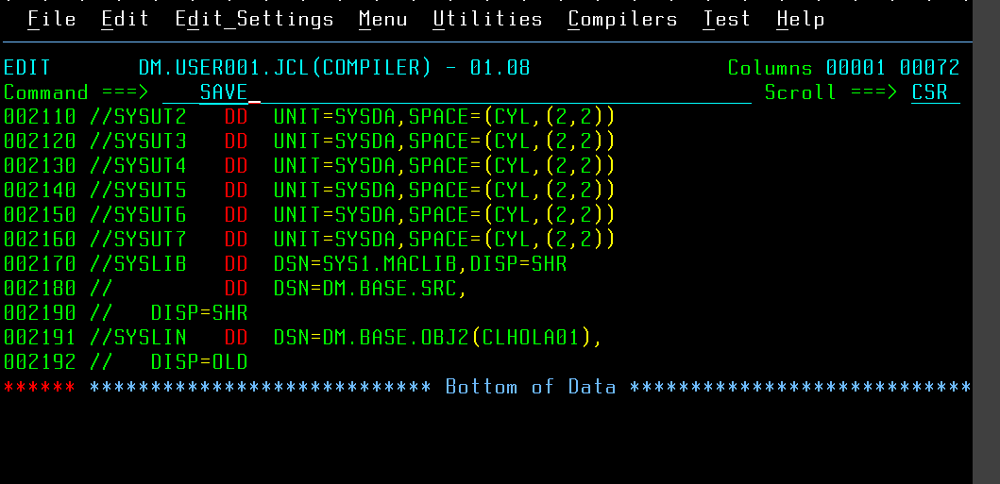 File  Edit  Edit_Settings  Menu  Utilities  Compilers  Test  Help
EDIT       DM.USER001.JCL(COMPILER) - 01.08                Columns 00001 00072
Command ===>    SAVE_                                         Scroll ===> CSR
002110 //SYSUT2   DD  UNIT=SYSDA,SPACE=(CYL,(2,2))
002120 //SYSUT3   DD  UNIT=SYSDA,SPACE=(CYL,(2,2))
002130 //SYSUT4   DD  UNIT=SYSDA,SPACE=(CYL,(2,2))
002140 //SYSUT5   DD  UNIT=SYSDA,SPACE=(CYL,(2,2))
002150 //SYSUT6   DD  UNIT=SYSDA,SPACE=(CYL,(2,2))
002160 //SYSUT7   DD  UNIT=SYSDA,SPACE=(CYL,(2,2))
002170 //SYSLIB   DD  DSN=SYS1.MACLIB,DISP=SHR
002180 //         DD  DSN=DM.BASE.SRC,
002190 //   DISP=SHR
002191 //SYSLIN   DD  DSN=DM.BASE.OBJ2(CLHOLA01),
002192 //   DISP=OLD
****** **************************** Bottom of Data ****************************